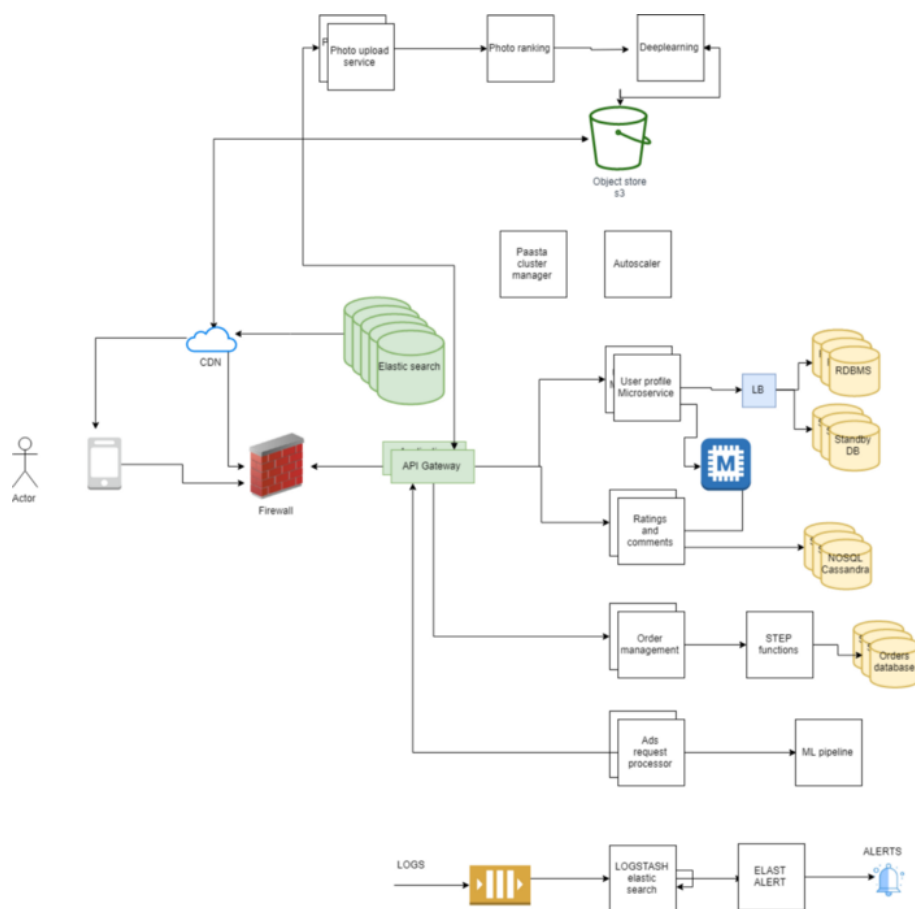 P
Photo upload
service
Photo ranking
Deeplearning
Object store
s3
Paasta
cluster
manager
Autoscaler
CDN
Elastic search
User profile
Microservice
LB
RDBMS
Standby
DB
Actor
Firewall
API Gateway
M
Ratings
and
comments
NOSQL
Cassandra
Order
management
STEP
functions
Orders
database
Ads
request
processor
ML pipeline
LOGS
LOGSTASH
elastic
search
ELAST
ALERT
ALERTS